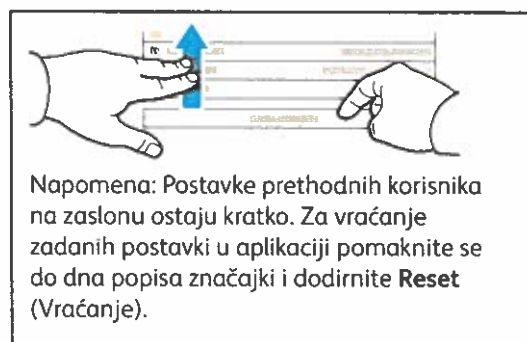 Napomena: Postavke prethodnih korisnika
na zaslonu ostaju kratko. Za vraćanje
zadanih postavki u aplikaciji pomaknite se
do dna popisa značajki i dodirnite Reset
(Vraćanje).